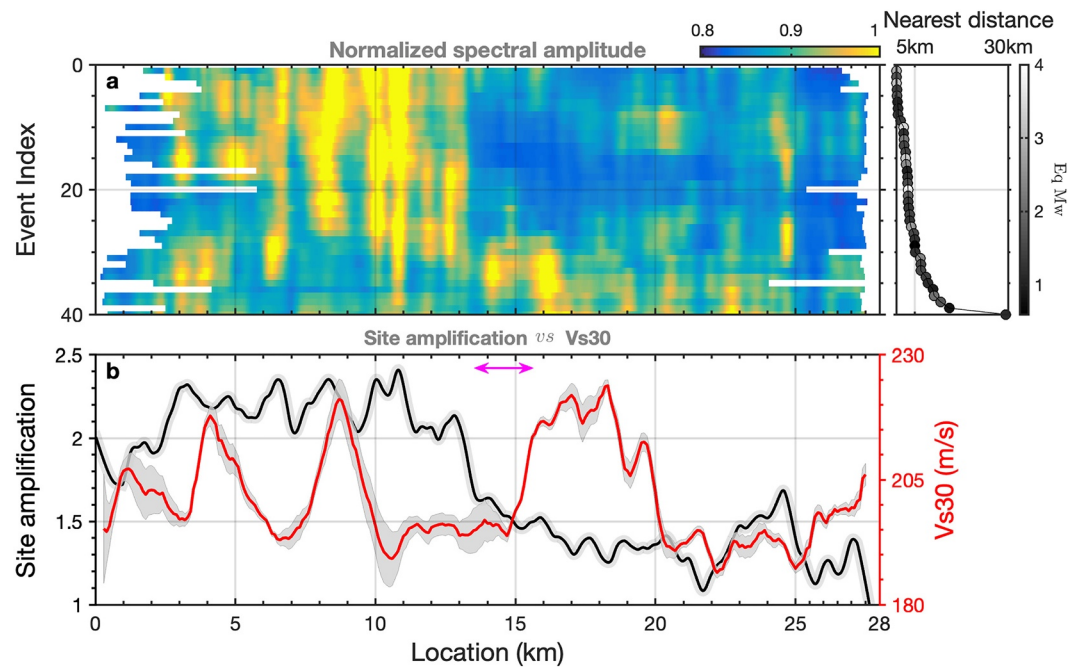 Nearest distance
0.8 0.9 1 5km 30km
Normalized spectral amplitude
0 a 4
Event Index
20
40
3
2
1
Eq Mw
Site amplification vs Vs30
2.5 b 230
2
1.5
1
Site amplification
205
180
Vs30 (m/s)
0 5 10 15 20 25 28
Location (km)